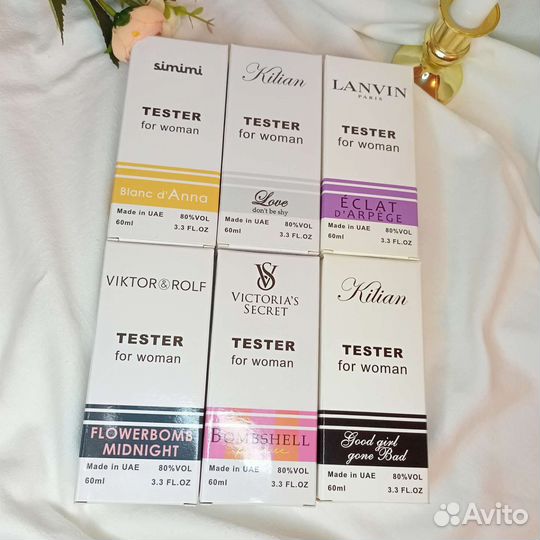 simimi
TESTER
for woman
Blanc d'Anna
Made in UAE 80%VOL
60ml 3.3 FL.OZ
Kilian
TESTER
for woman
Love
don't be shy
Made in UAE 80%VOL
60ml 3.3 FL.OZ
LANVIN
PARIS
TESTER
for woman
ÉCLAT
D'ARPÈGE
Made in UAE 80%VOL
60ml 3.3 FL.OZ
VIKTOR&ROLF
TESTER
for woman
FLOWERBOMB
MIDNIGHT
Made in UAE 80%VOL
60ml 3.3 FL.OZ
VS
VICTORIA'S
SECRET
TESTER
for woman
BOMBSHELL
Made in UAE 80%VOL
60ml 3.3 FL.OZ
Kilian
TESTER
for woman
Good girl
gone Bad
Made in UAE 80%VOL
60ml 3.3 FL.OZ
Avito